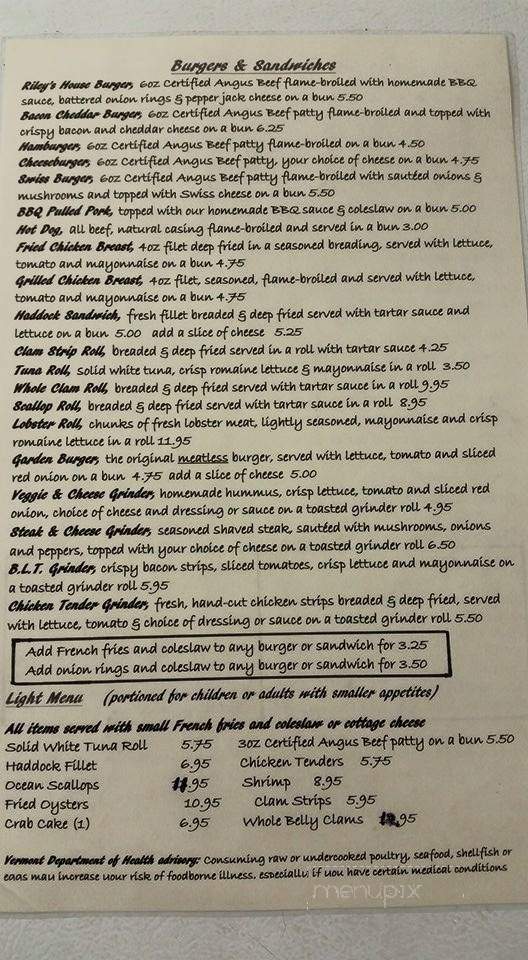 Burgers & Sandwiches
Riley's House Burger, 6oz Certified Angus Beef flame-broiled with homemade BBQ
sauce, battered onion rings & pepper jack cheese on a bun 5.50
Bacon Cheddar Burger, 6oz Certified Angus Beef patty flame-broiled and topped with
crispy bacon and cheddar cheese on a bun 6.25
Hamburger, 6oz Certified Angus Beef patty flame-broiled on a bun 4.50
Cheeseburger, 6oz Certified Angus Beef patty, your choice of cheese on a bun 4.75
Swiss Burger, 6oz Certified Angus Beef patty flame-broiled with sautéed onions &
mushrooms and topped with Swiss cheese on a bun 5.50
BBQ Pulled Pork, topped with our homemade BBQ sauce & coleslaw on a bun 5.00
Hot Dog, all beef, natural casing flame-broiled and served in a bun 3.00
Fried Chicken Breast, 4oz filet deep fried in a seasoned breading, served with lettuce,
tomato and mayonnaise on a bun 4.75
Grilled Chicken Breast, 4oz filet, seasoned, flame-broiled and served with lettuce,
tomato and mayonnaise on a bun 4.75
Haddock Sandwich, fresh fillet breaded & deep fried served with tartar sauce and
lettuce on a bun 5.00 add a slice of cheese 5.25
Clam Strip Roll, breaded & deep fried served in a roll with tartar sauce 4.25
Tuna Roll, solid white tuna, crisp romaine lettuce & mayonnaise in a roll 3.50
Whole Clam Roll, breaded & deep fried served with tartar sauce in a roll 9.95
Scallop Roll, breaded & deep fried served with tartar sauce in a roll 8.95
Lobster Roll, chunks of fresh lobster meat, lightly seasoned, mayonnaise and crisp
romaine lettuce in a roll 11.95
Garden Burger, the original meatless burger, served with lettuce, tomato and sliced
red onion on a bun 4.75 add a slice of cheese 5.00
Veggie & Cheese Grinder, homemade hummus, crisp lettuce, tomato and sliced red
onion, choice of cheese and dressing or sauce on a toasted grinder roll 4.95
Steak & Cheese Grinder, seasoned shaved steak, sautéed with mushrooms, onions
and peppers, topped with your choice of cheese on a toasted grinder roll 6.50
B.L.T. Grinder, crispy bacon strips, sliced tomatoes, crisp lettuce and mayonnaise on
a toasted grinder roll 5.95
Chicken Tender Grinder, fresh, hand-cut chicken strips breaded & deep fried, served
with lettuce, tomato & choice of dressing or sauce on a toasted grinder roll 5.50
Add French fries and coleslaw to any burger or sandwich for 3.25
Add onion rings and coleslaw to any burger or sandwich for 3.50
Light Menu (portioned for children or adults with smaller appetites)
All items served with small French fries and coleslaw or cottage cheese
Solid White Tuna Roll 5.75 3oz Certified Angus Beef patty on a bun 5.50
Haddock Fillet 6.95 Chicken Tenders 5.75
Ocean Scallops .95 Shrimp 8.95
Fried Oysters 10.95 Clam Strips 5.95
Crab Cake (1) 6.95 Whole Belly Clams .95
Vermont Department of Health advisory: Consuming raw or undercooked poultry, seafood, shellfish or
eggs may increase your risk of foodborne illness, especially if you have certain medical conditions
menupix